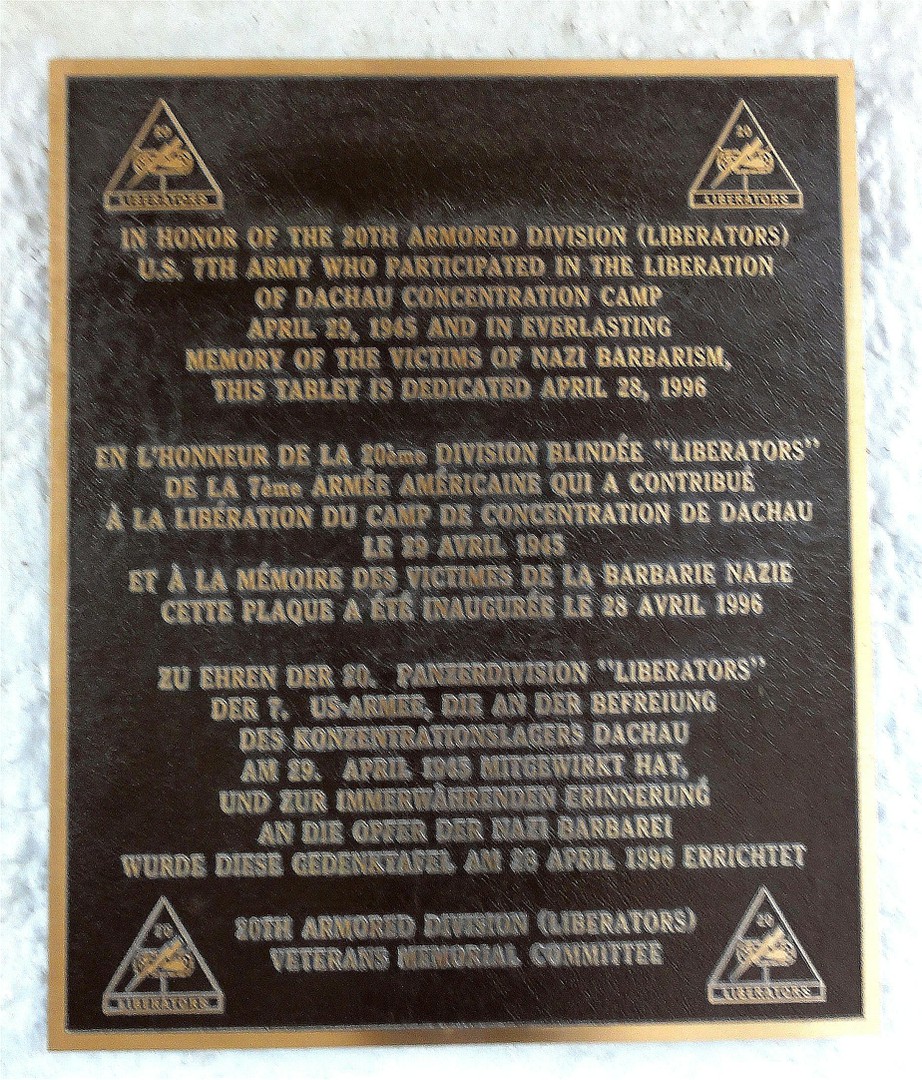 20
LIBERATORS
20
LIBERATORS
IN HONOR OF THE 20TH ARMORED DIVISION (LIBERATORS)
U.S. 7TH ARMY WHO PARTICIPATED IN THE LIBERATION
OF DACHAU CONCENTRATION CAMP
APRIL 29, 1945 AND IN EVERLASTING
MEMORY OF THE VICTIMS OF NAZI BARBARISM,
THIS TABLET IS DEDICATED APRIL 28, 1996
EN L'HONNEUR DE LA 20ème DIVISION BLINDÉE "LIBERATORS"
DE LA 7ème ARMÉE AMÉRICAINE QUI A CONTRIBUÉ
À LA LIBÉRATION DU CAMP DE CONCENTRATION DE DACHAU
LE 29 AVRIL 1945
ET À LA MÉMOIRE DES VICTIMES DE LA BARBARIE NAZIE
CETTE PLAQUE A ÉTÉ INAUGURÉE LE 28 AVRIL 1996
ZU EHREN DER 20. PANZERDIVISION "LIBERATORS"
DER 7. US-ARMEE, DIE AN DER BEFREIUNG
DES KONZENTRATIONSLAGERS DACHAU
AM 29. APRIL 1945 MITGEWIRKT HAT,
UND ZUR IMMERWÄHRENDEN ERINNERUNG
AN DIE OPFER DER NAZI BARBAREI
WURDE DIESE GEDENKTAFEL AM 28 APRIL 1996 ERRICHTET
20TH ARMORED DIVISION (LIBERATORS)
VETERANS MEMORIAL COMMITTEE
20
LIBERATORS
20
LIBERATORS